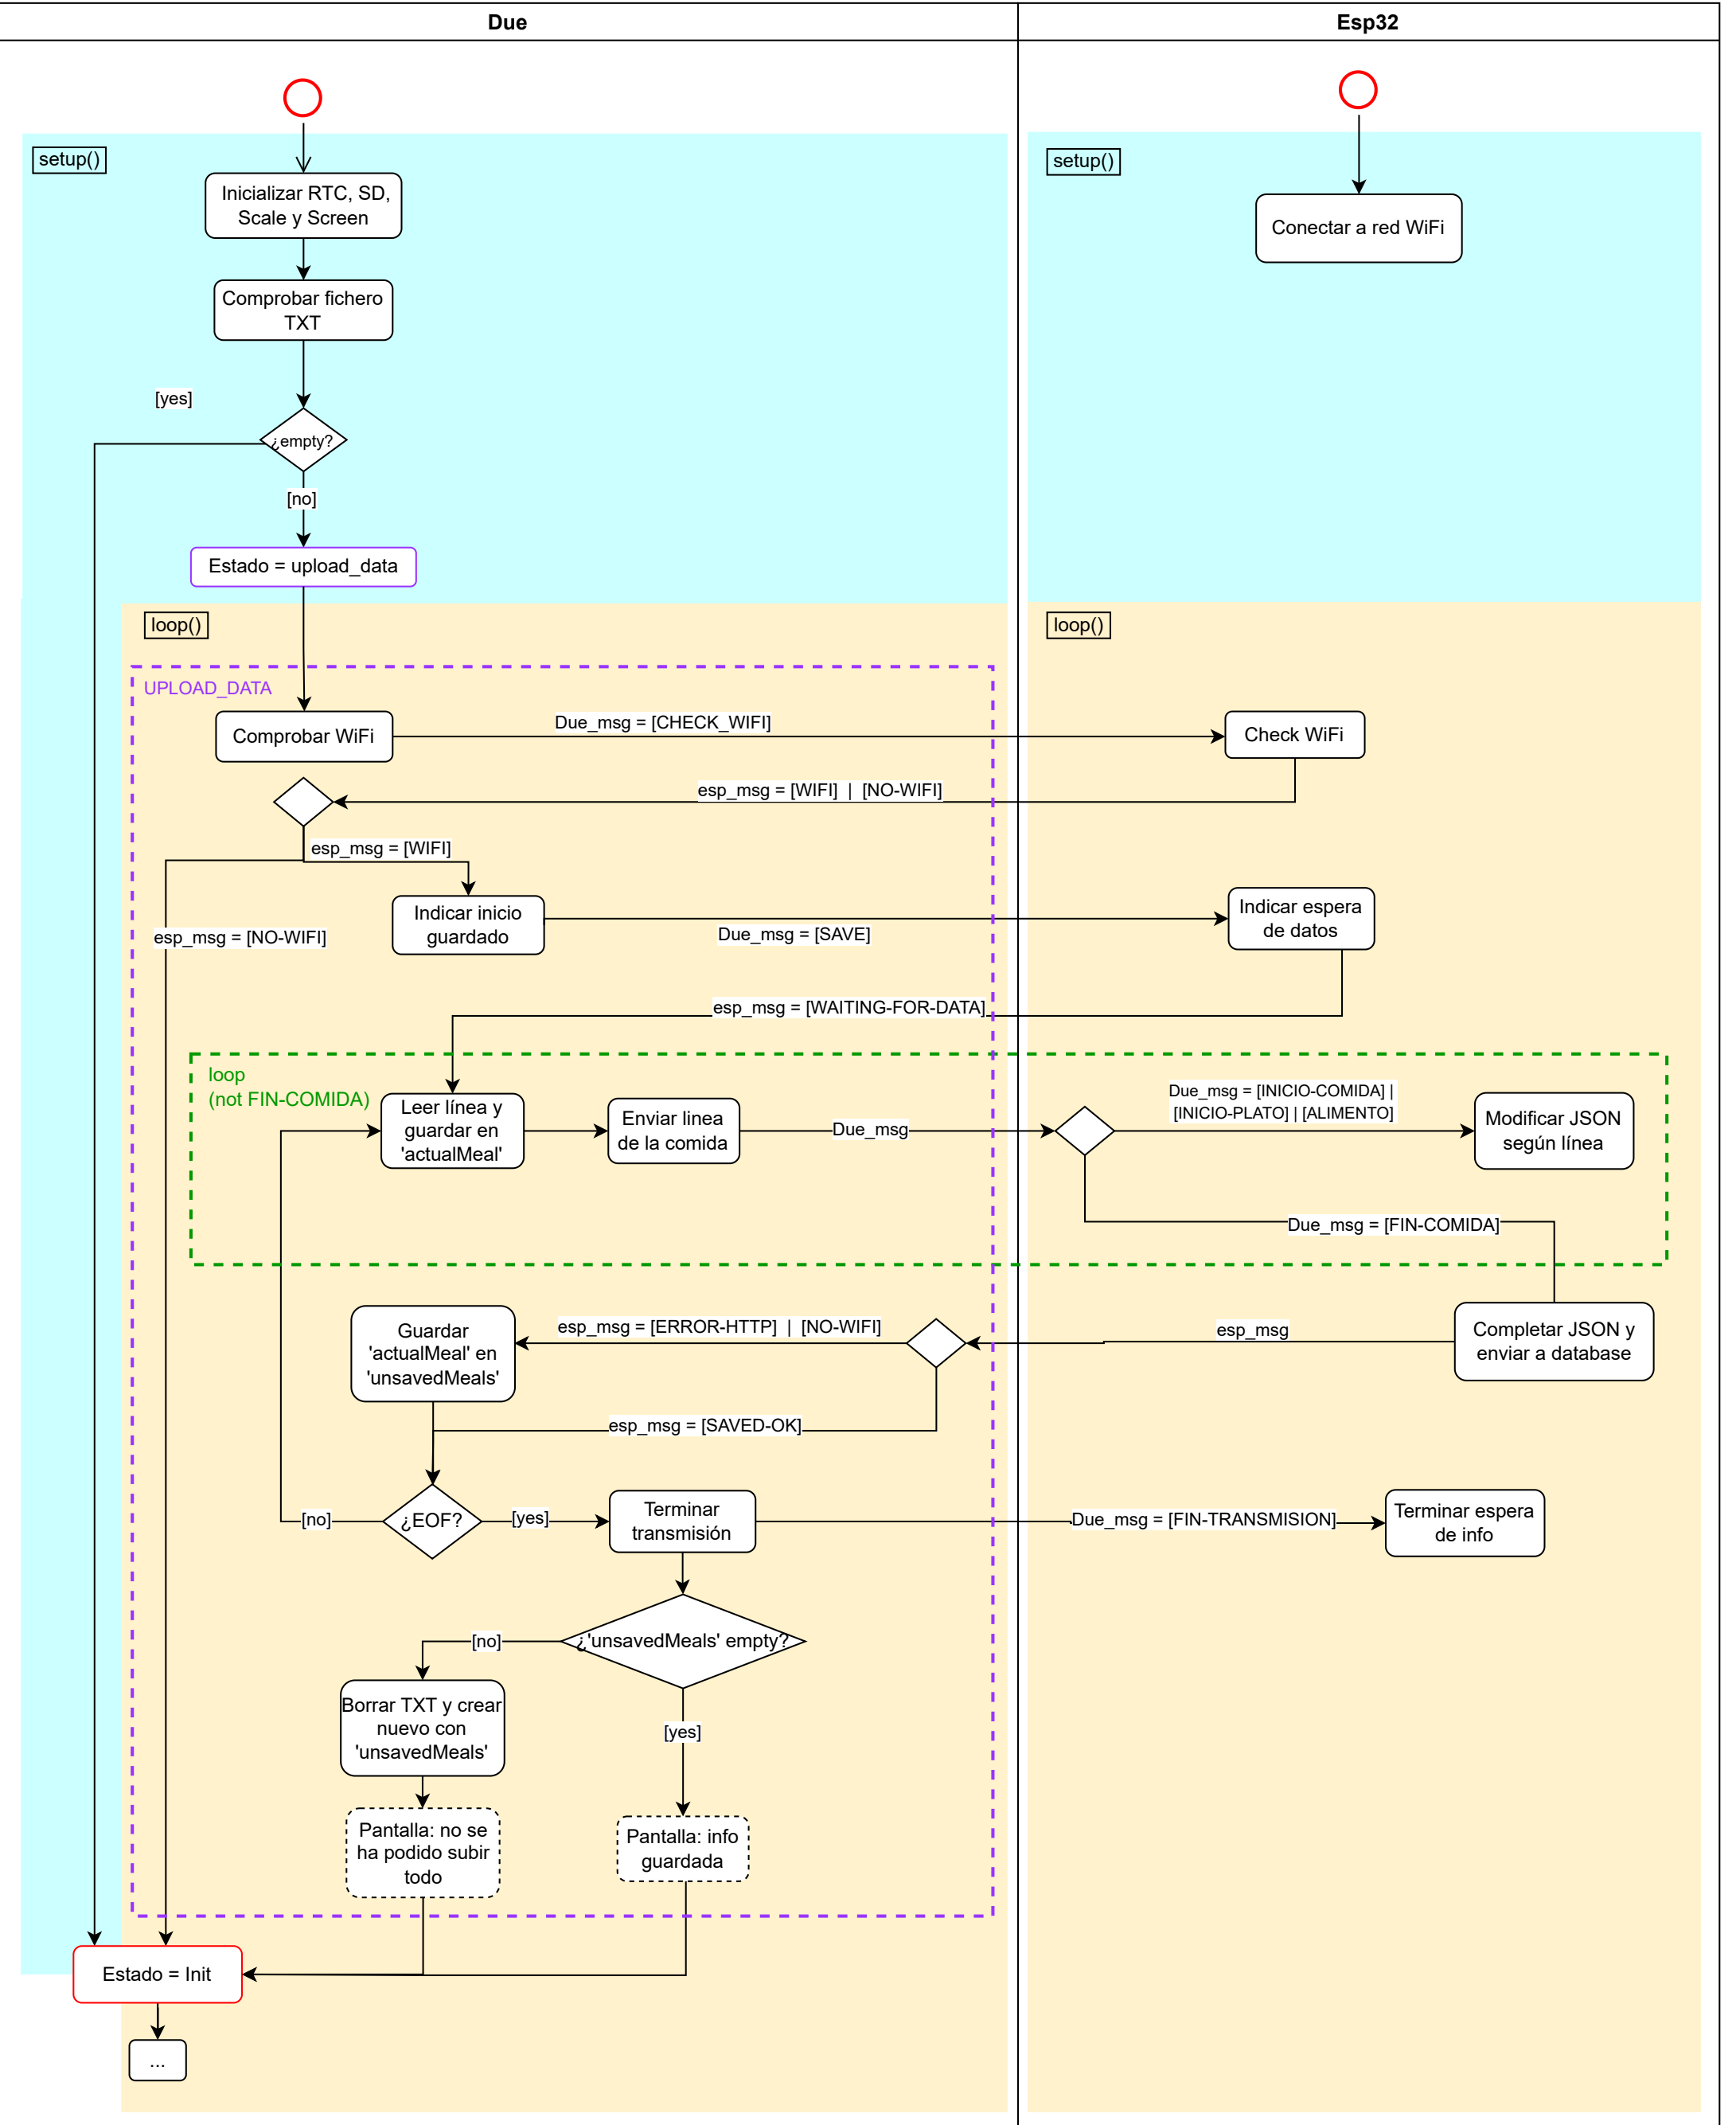 Due
Esp32
setup()
setup()
Inicializar RTC, SD,
Scale y Screen
Conectar a red WiFi
Comprobar fichero
TXT
[yes]
¿empty?
[no]
Estado = upload_data
loop()
loop()
UPLOAD_DATA
Comprobar WiFi
Due_msg = [CHECK_WIFI]
Check WiFi
esp_msg = [WIFI] | [NO-WIFI]
esp_msg = [WIFI]
Indicar inicio
guardado
esp_msg = [NO-WIFI]
Due_msg = [SAVE]
Indicar espera
de datos
esp_msg = [WAITING-FOR-DATA]
loop
(not FIN-COMIDA)
Leer línea y
guardar en
'actualMeal'
Enviar linea
de la comida
Due_msg
Due_msg = [INICIO-COMIDA] |
[INICIO-PLATO] | [ALIMENTO]
Modificar JSON
según línea
Due_msg = [FIN-COMIDA]
Guardar
'actualMeal' en
'unsavedMeals'
esp_msg = [ERROR-HTTP] | [NO-WIFI]
esp_msg
Completar JSON y
enviar a database
esp_msg = [SAVED-OK]
[no]
¿EOF?
[yes]
Terminar
transmisión
Due_msg = [FIN-TRANSMISION]
Terminar espera
de info
[no]
¿'unsavedMeals' empty?
Borrar TXT y crear
nuevo con
'unsavedMeals'
[yes]
Pantalla: no se
ha podido subir
todo
Pantalla: info
guardada
Estado = Init
...